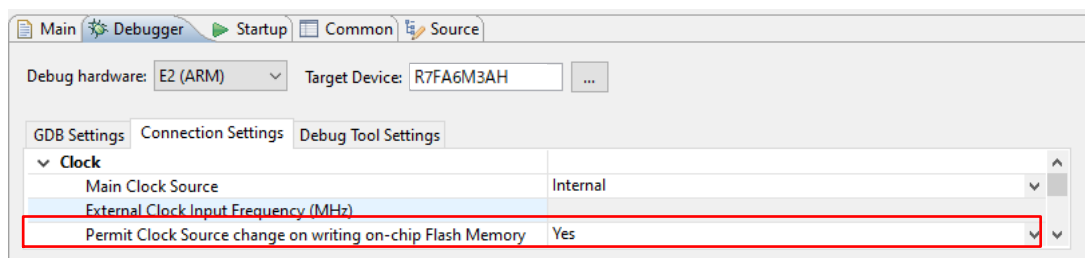 Main Debugger Startup Common Source
Debug hardware: E2 (ARM) Target Device: R7FA6M3AH ...
GDB Settings Connection Settings Debug Tool Settings
Clock
Main Clock Source Internal
External Clock Input Frequency (MHz)
Permit Clock Source change on writing on-chip Flash Memory Yes